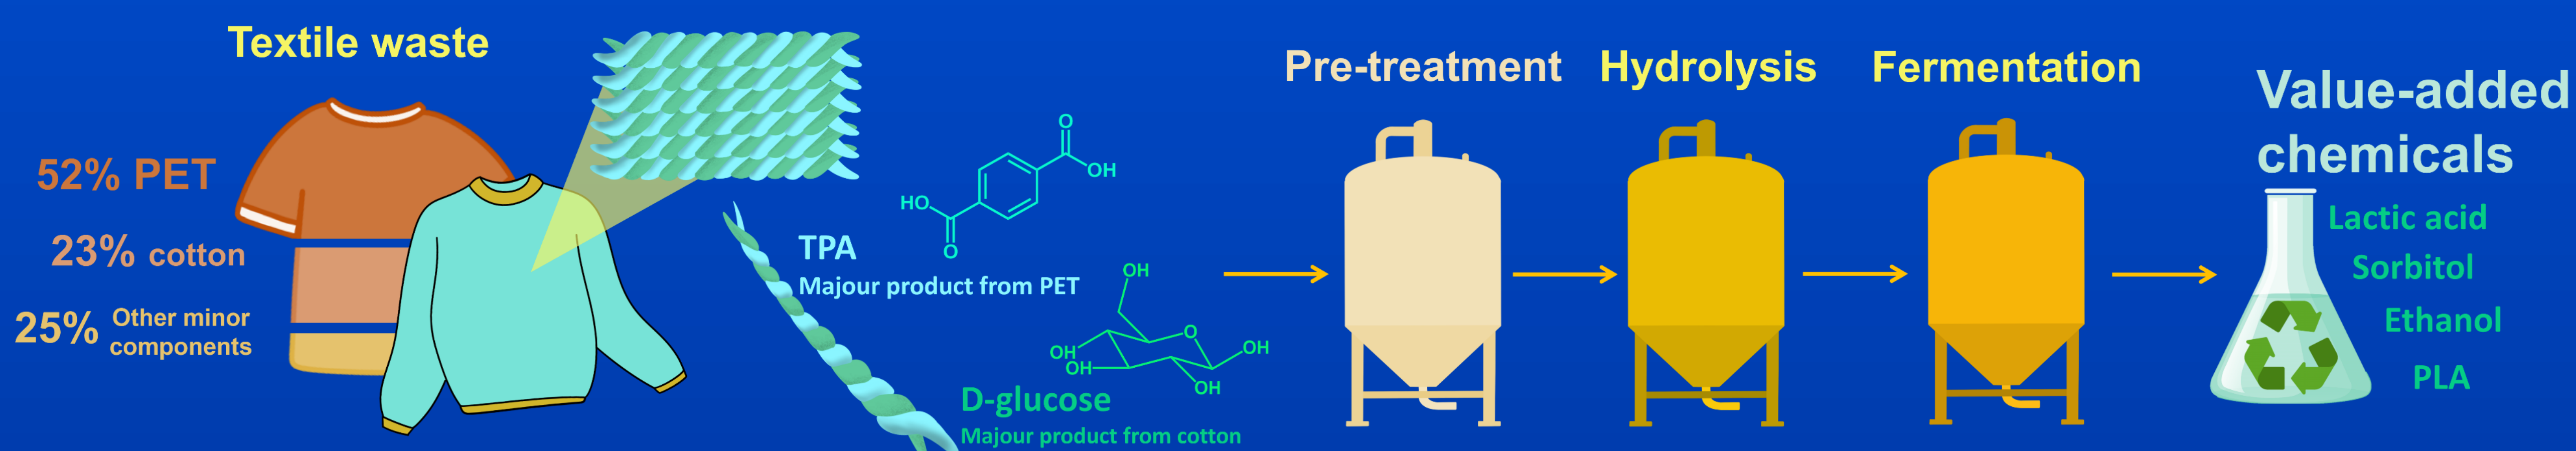 Textile waste
52% PET
23% cotton
25% Other minor
components
TPA
Majour product from PET
O
OH
HO
O
OH
O
OH
OH
OH
OH
D-glucose
Majour product from cotton
Pre-treatment
Hydrolysis
Fermentation
Value-added
chemicals
Lactic acid
Sorbitol
Ethanol
PLA